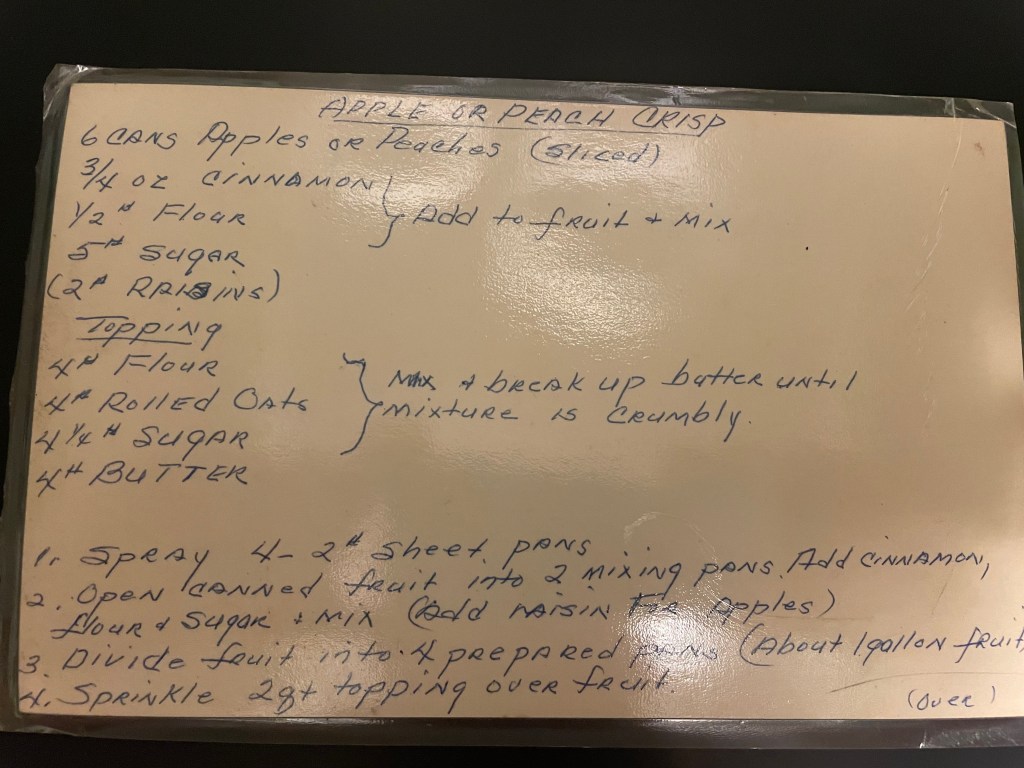 APPLE OR PEACH CRISP
6 CANS Apples OR Peaches (Sliced)
3/4 oz CINNAMON
1/2 # Flour
Add to fruit + mix
5# Sugar
(2# RAISINS)
Topping
4# Flour
4# Rolled Oats
Mix + break up butter until
mixture is crumbly.
4 1/4 # Sugar
4# BUTTER
1. Spray 4- 2" Sheet pans
2. Open canned fruit into 2 mixing pans. Add cinnamon,
flour + Sugar + mix (add raisin for Apples)
3. Divide fruit into 4 prepared pans (About 1 gallon fruit
4. Sprinkle 2qt topping over fruit.
(over)